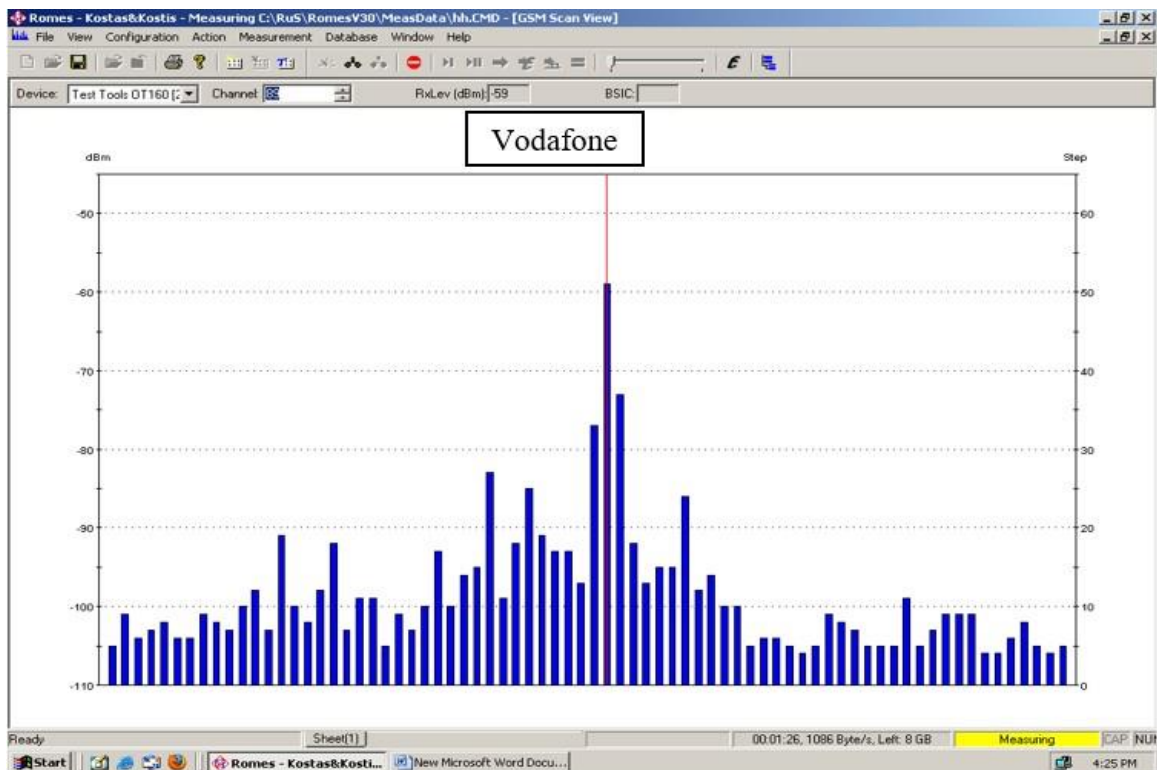 Romes - Kostas&Kostis - Measuring C:\RuS\RomesV30\MeasData\hh.CMD - [GSM Scan View]
File View Configuration Action Measurement Database Window Help
Device: Test Tools OT160 [2 Channel: RxLev (dBm): -59 BSIC:
Vodafone
dBm Step
-50 60
-60 50
-70 40
-80 30
-90 20
-100 10
-110 0
Ready Sheet(1) 00:01:26, 1086 Byte/s, Left: 8 GB Measuring CAP NUM
Start Romes - Kostas&Kosti... New Microsoft Word Docu... 4:25 PM